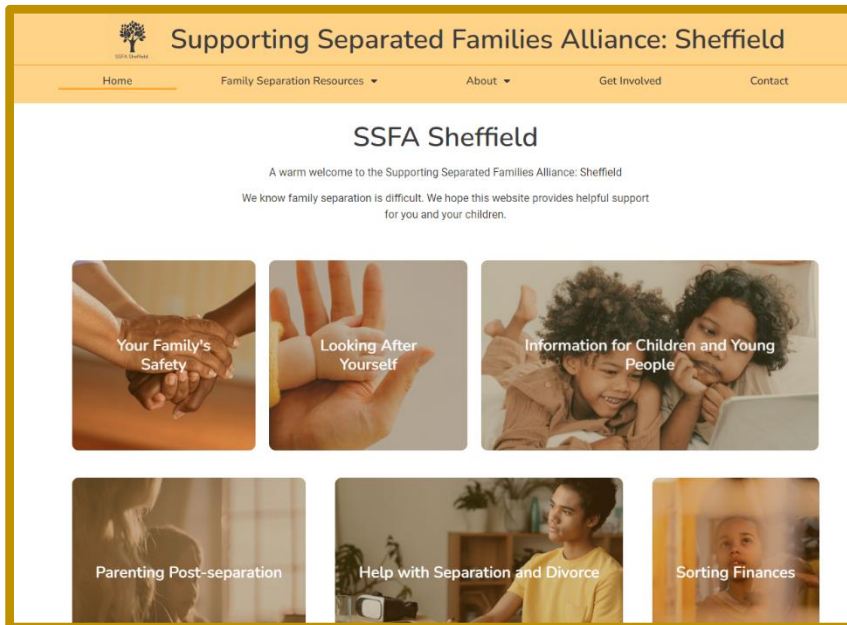 Supporting Separated Families Alliance: Sheffield
SSFA Sheffield
Home
Family Separation Resources
About
Get Involved
Contact
SSFA Sheffield
A warm welcome to the Supporting Separated Families Alliance: Sheffield
We know family separation is difficult. We hope this website provides helpful support
for you and your children.
Your Family's
Safety
Looking After
Yourself
Information for Children and Young
People
Parenting Post-separation
Help with Separation and Divorce
Sorting Finances